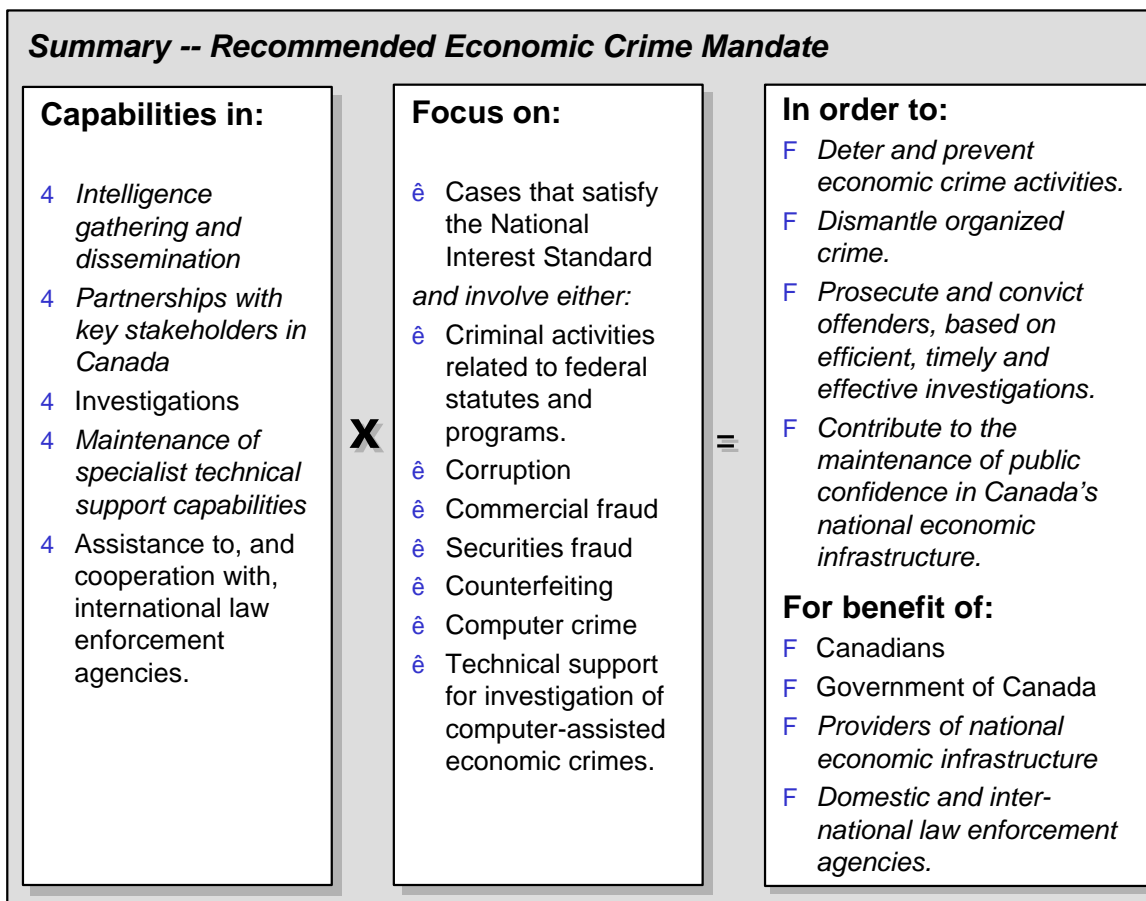 Summary -- Recommended Economic Crime Mandate
Capabilities in:
4 Intelligence
gathering and
dissemination
4 Partnerships with
key stakeholders in
Canada
4 Investigations
4 Maintenance of
specialist technical
support capabilities
4 Assistance to, and
cooperation with,
international law
enforcement
agencies.
X
Focus on:
ê Cases that satisfy
the National
Interest Standard
and involve either:
ê Criminal activities
related to federal
statutes and
programs.
ê Corruption
ê Commercial fraud
ê Securities fraud
ê Counterfeiting
ê Computer crime
ê Technical support
for investigation of
computer-assisted
economic crimes.
=
In order to:
F Deter and prevent
economic crime activities.
F Dismantle organized
crime.
F Prosecute and convict
offenders, based on
efficient, timely and
effective investigations.
F Contribute to the
maintenance of public
confidence in Canada's
national economic
infrastructure.
For benefit of:
F Canadians
F Government of Canada
F Providers of national
economic infrastructure
F Domestic and inter-
national law enforcement
agencies.